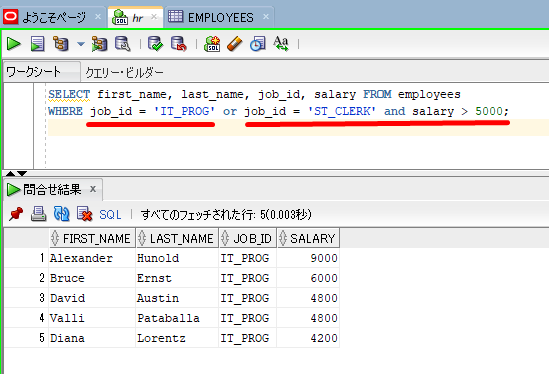 ようこそページ × hr × EMPLOYEES ×
SQL Aa
ワークシート クエリー・ビルダー
SELECT first_name, last_name, job_id, salary FROM employees
WHERE job_id = 'IT_PROG' or job_id = 'ST_CLERK' and salary > 5000;
問合せ結果 ×
SQL | すべてのフェッチされた行: 5(0.003秒)
FIRST_NAME LAST_NAME JOB_ID SALARY
1 Alexander Hunold IT_PROG 9000
2 Bruce Ernst IT_PROG 6000
3 David Austin IT_PROG 4800
4 Valli Pataballa IT_PROG 4800
5 Diana Lorentz IT_PROG 4200